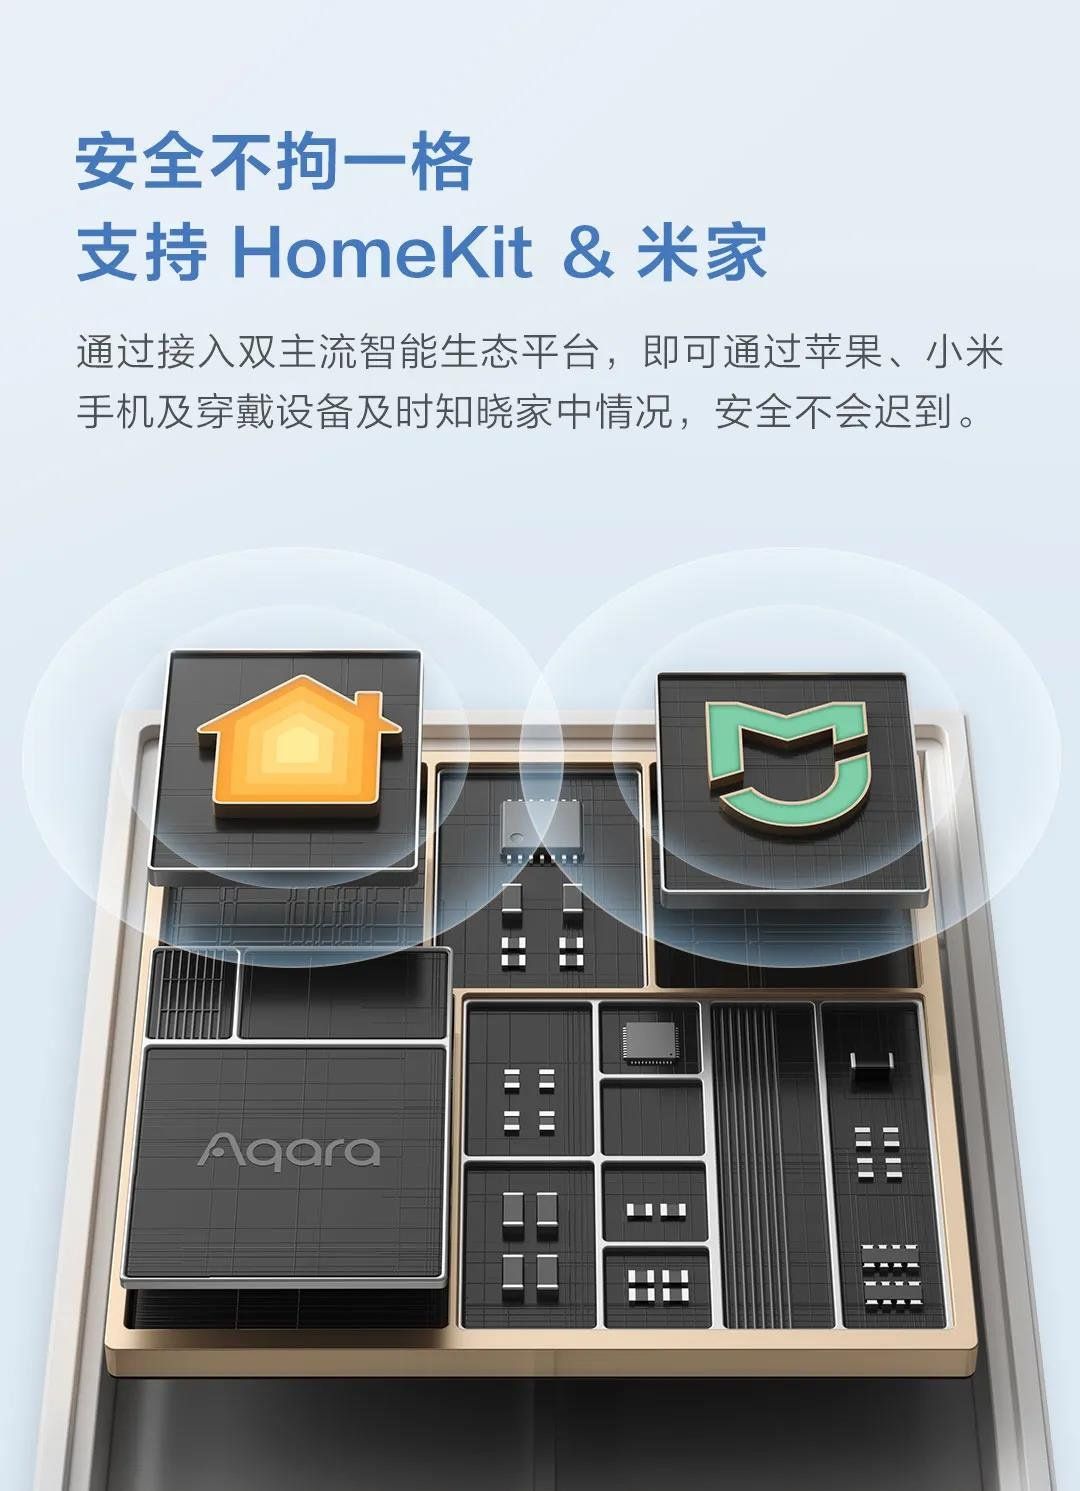 安全不拘一格
支持 HomeKit & 米家
通过接入双主流智能生态平台，即可通过苹果、小米
手机及穿戴设备及时知晓家中情况，安全不会迟到。
Aqara